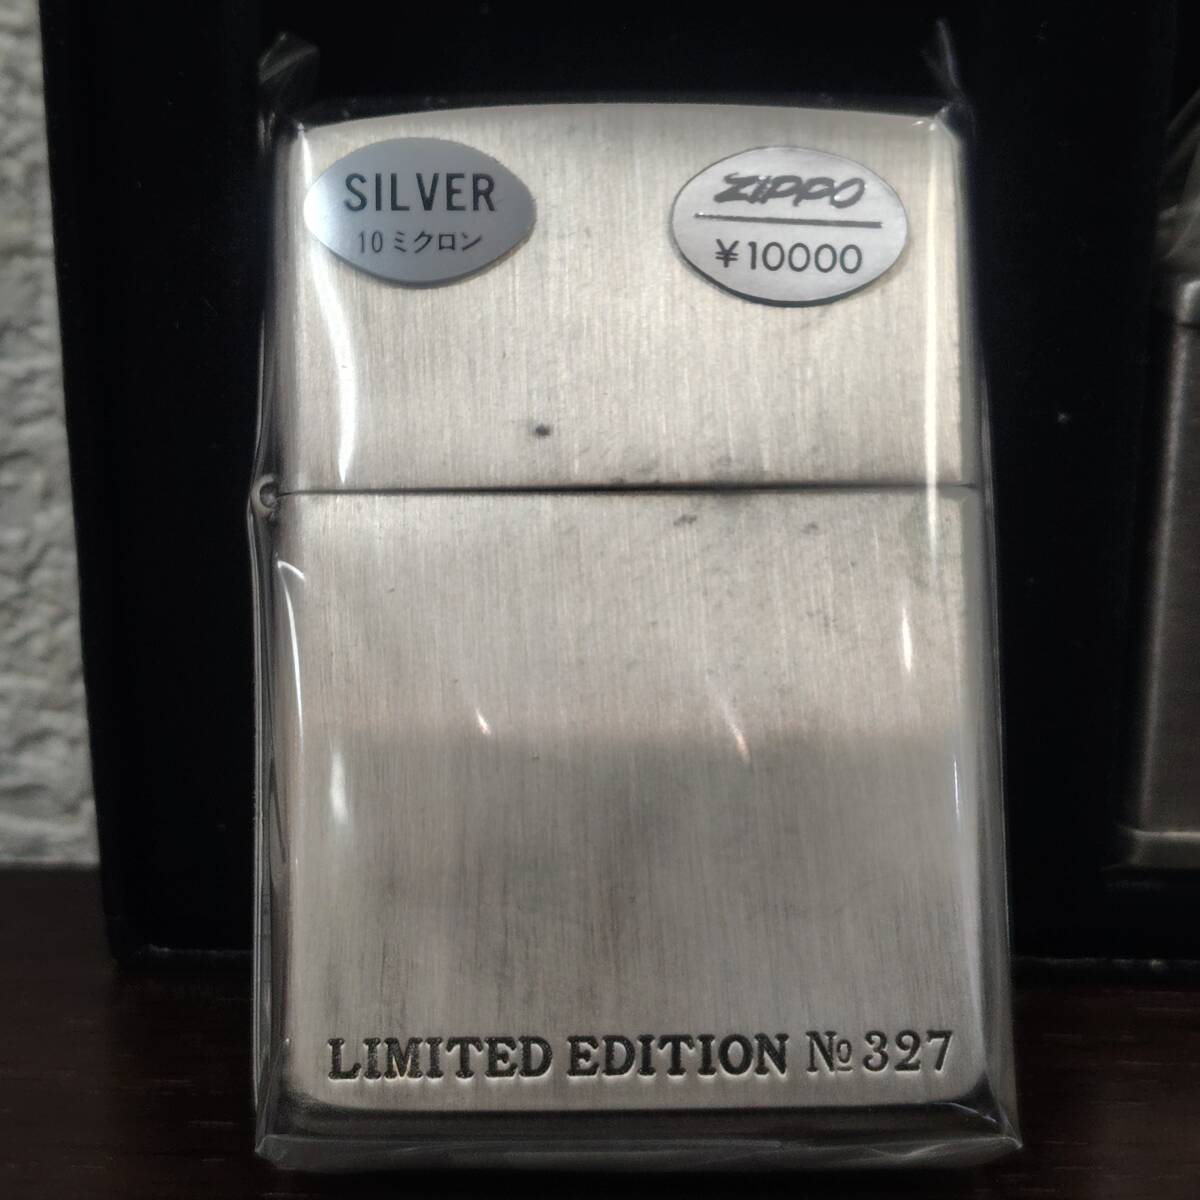 SILVER
10ミクロン
ZIPPO
¥10000
LIMITED EDITION №327